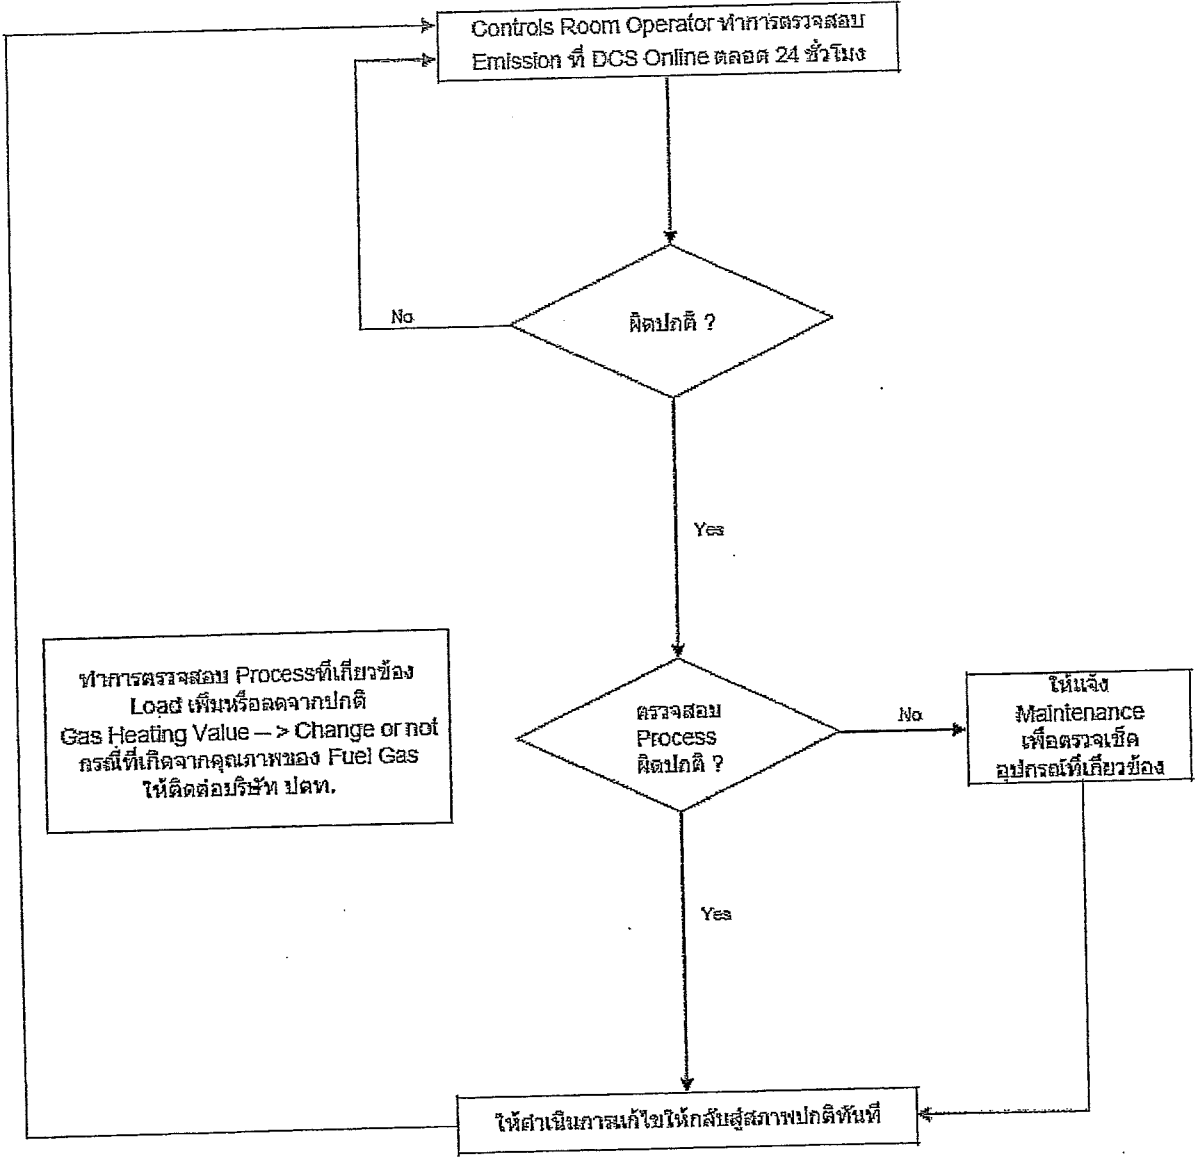 Controls Room Operator ทำการตรวจสอบ
Emission ที่ DCS Online ตลอด 24 ชั่วโมง
No
ผิดปกติ ?
Yes
ทำการตรวจสอบ Processที่เกี่ยวข้อง
Load เพิ่มหรือลดจากปกติ
Gas Heating Value – > Change or not
กรณีที่เกิดจากคุณภาพของ Fuel Gas
ให้ติดต่อบริษัท ปตท.
ตรวจสอบ
Process
ผิดปกติ ?
No
ให้แจ้ง
Maintenance
เพื่อตรวจเช็ค
อุปกรณ์ที่เกี่ยวข้อง
Yes
ให้ดำเนินการแก้ไขให้กลับสู่สภาพปกติทันที